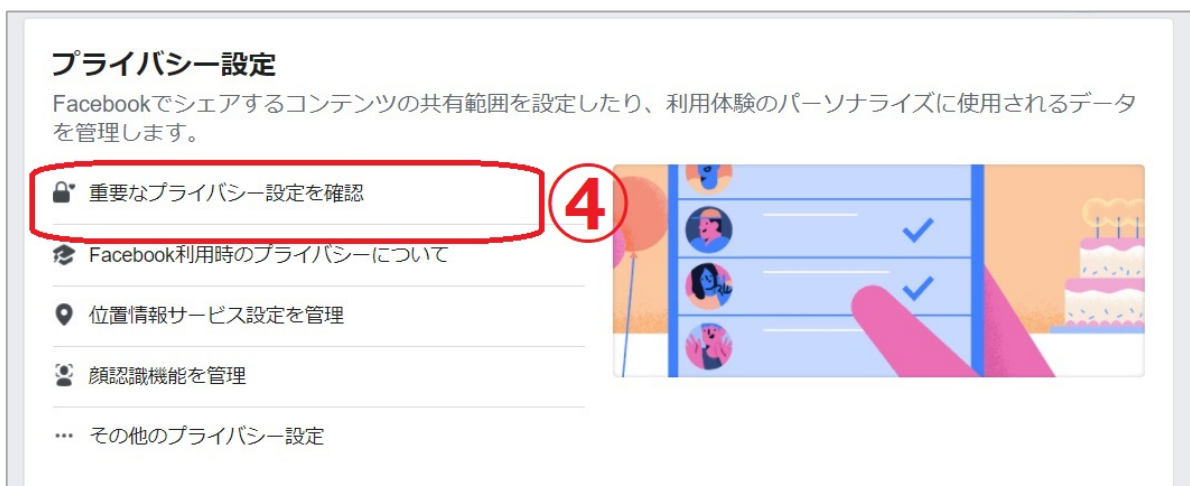 プライバシー設定
Facebookでシェアするコンテンツの共有範囲を設定したり、利用体験のパーソナライズに使用されるデータ
を管理します。
重要なプライバシー設定を確認
④
Facebook利用時のプライバシーについて
位置情報サービス設定を管理
顔認識機能を管理
その他のプライバシー設定